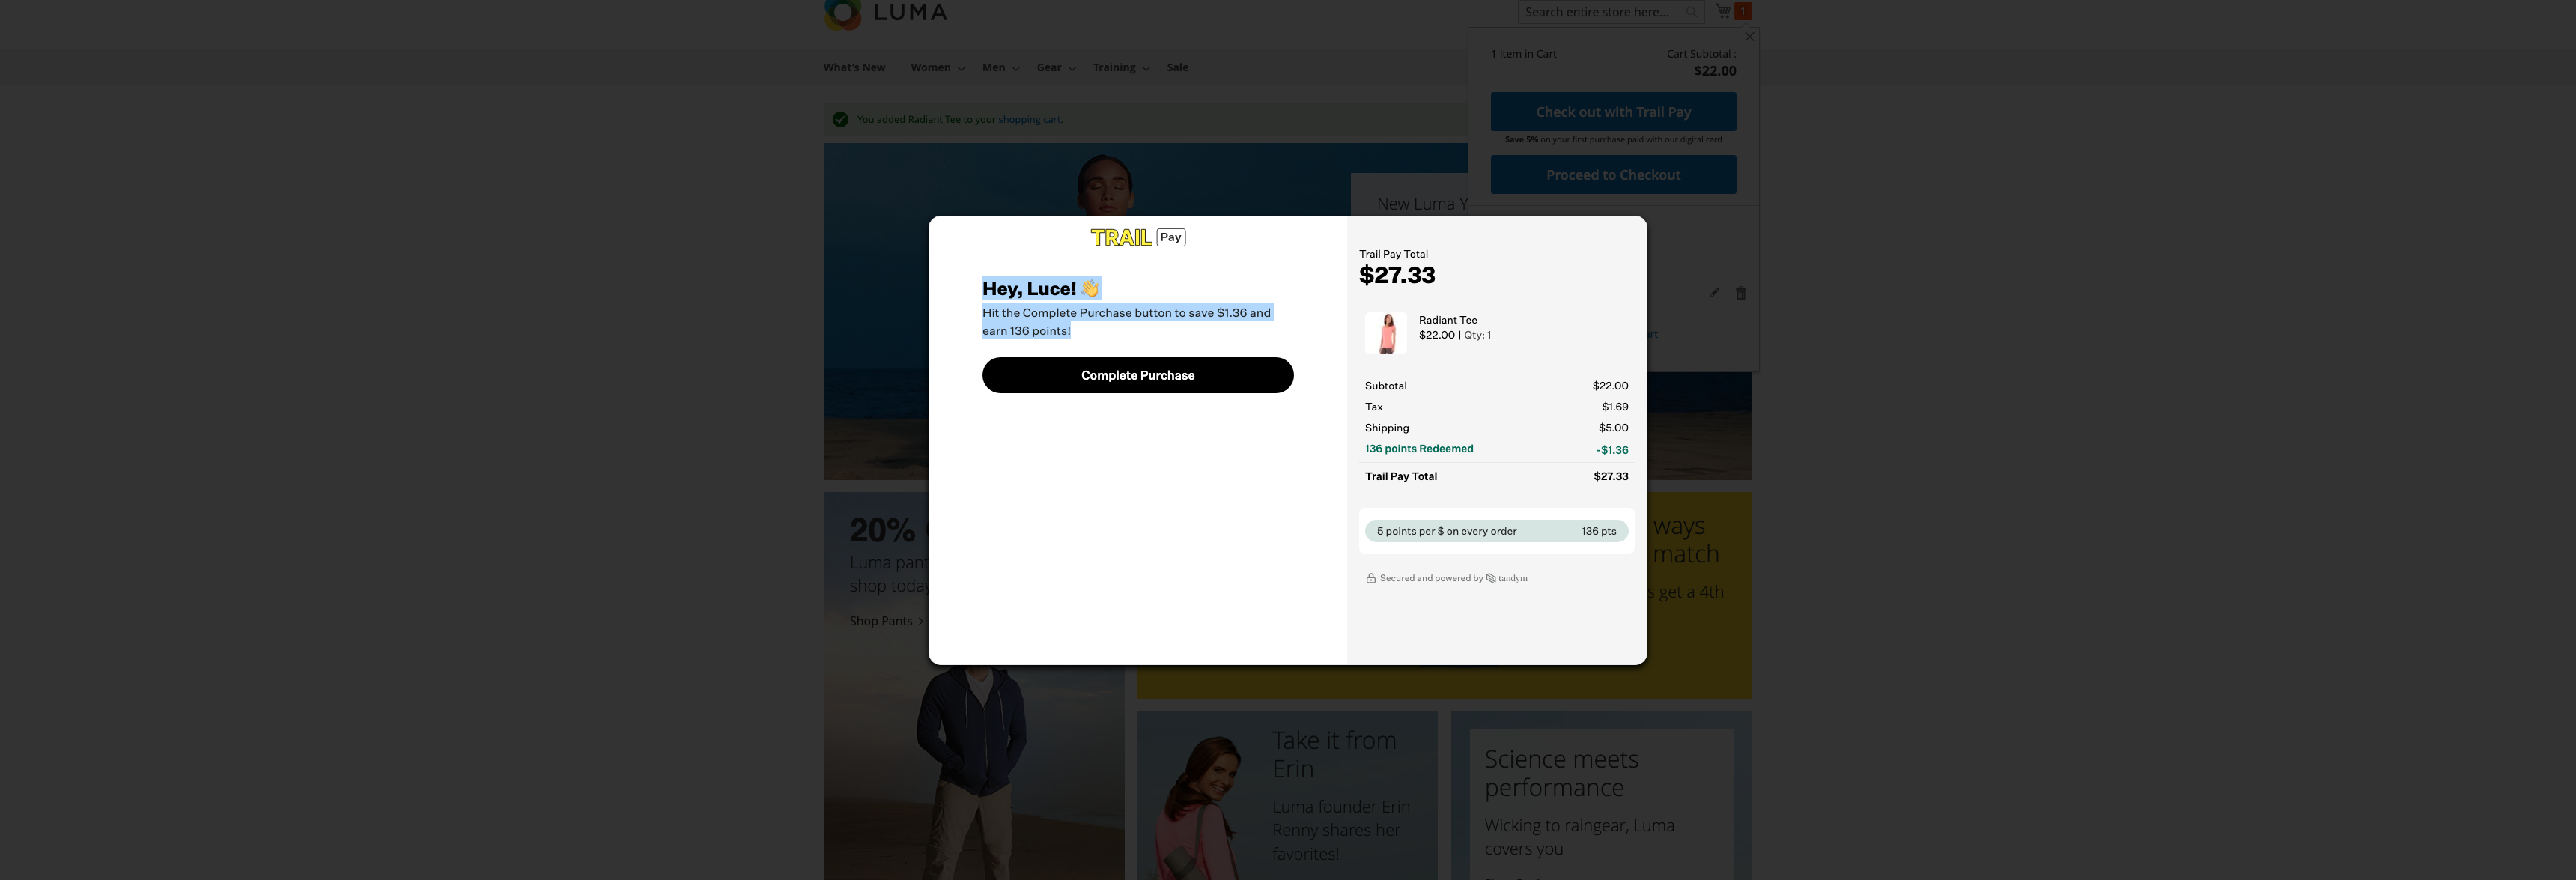 LUMA
Search entire store here...
1
What's New Women Men Gear Training Sale
1 Item in Cart
Cart Subtotal :
$22.00
Check out with Trail Pay
Save 5% on your first purchase paid with our digital card
Proceed to Checkout
You added Radiant Tee to your shopping cart.
New Luma Y
TRAIL Pay
Hey, Luce! 👋
Hit the Complete Purchase button to save $1.36 and
earn 136 points!
Complete Purchase
Trail Pay Total
$27.33
Radiant Tee
$22.00 | Qty: 1
Subtotal $22.00
Tax $1.69
Shipping $5.00
136 points Redeemed -$1.36
Trail Pay Total $27.33
5 points per $ on every order 136 pts
Secured and powered by tandym
20%
Luma pant
shop today
Shop Pants
ways
match
s get a 4th
Take it from
Erin
Luma founder Erin
Renny shares her
favorites!
Science meets
performance
Wicking to raingear, Luma
covers you